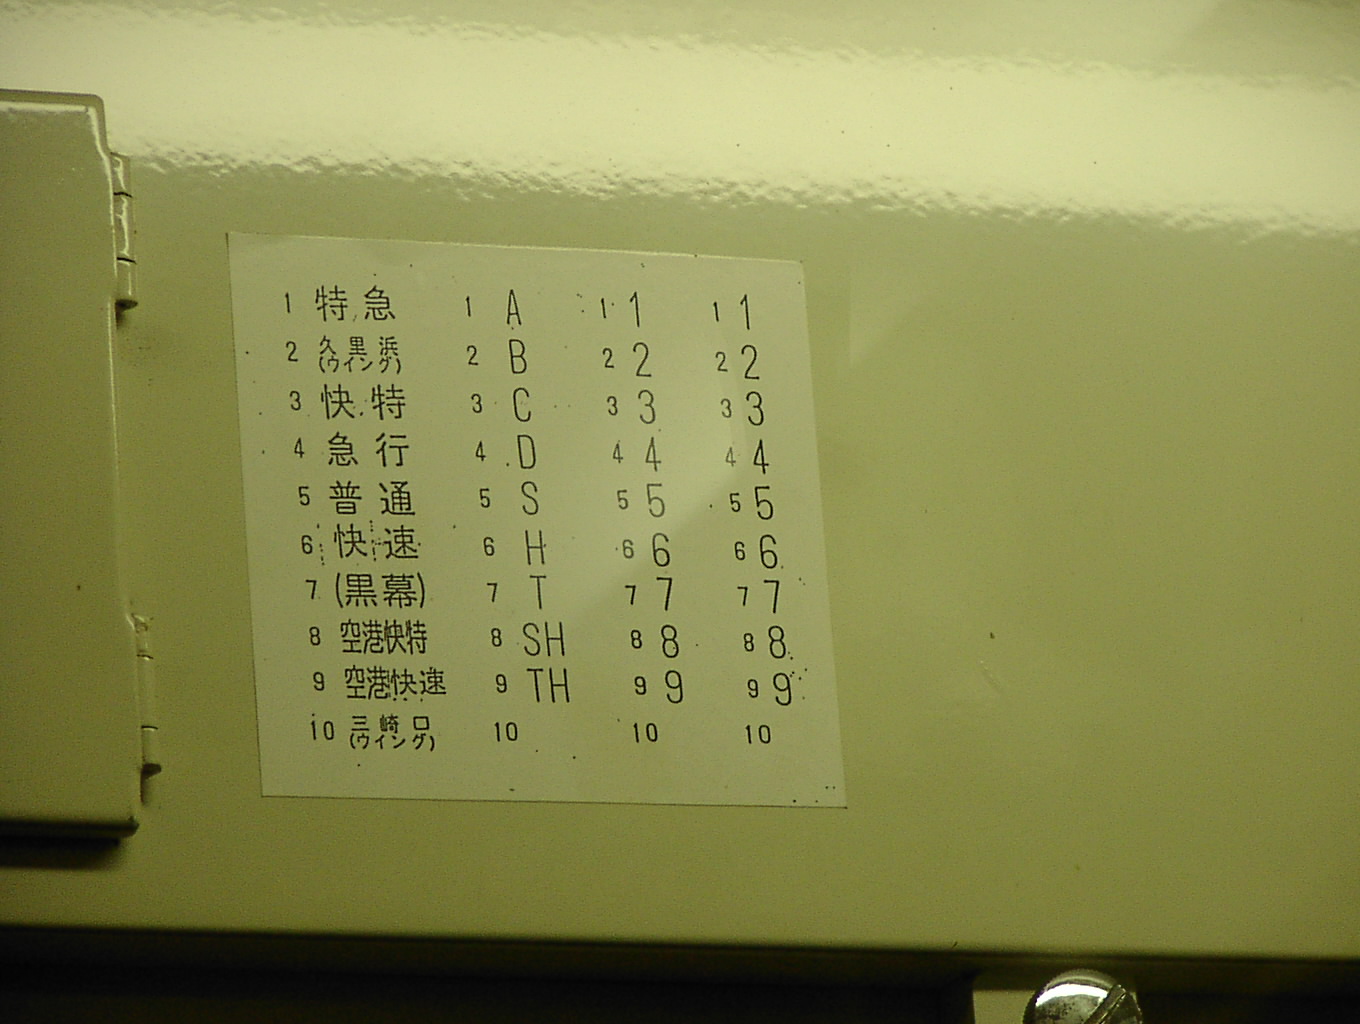 1 特急 1 A 1 1 1 1
2 久里浜 2 B 2 2 2 2
(ウイング)
3 快特 3 C 3 3 3 3
4 急行 4 D 4 4 4 4
5 普通 5 S 5 5 5 5
6 快速 6 H 6 6 6 6
7 (黒幕) 7 T 7 7 7 7
8 空港快特 8 SH 8 8 8 8
9 空港快速 9 TH 9 9 9 9
10 三崎口 10 10 10
(ウイング)